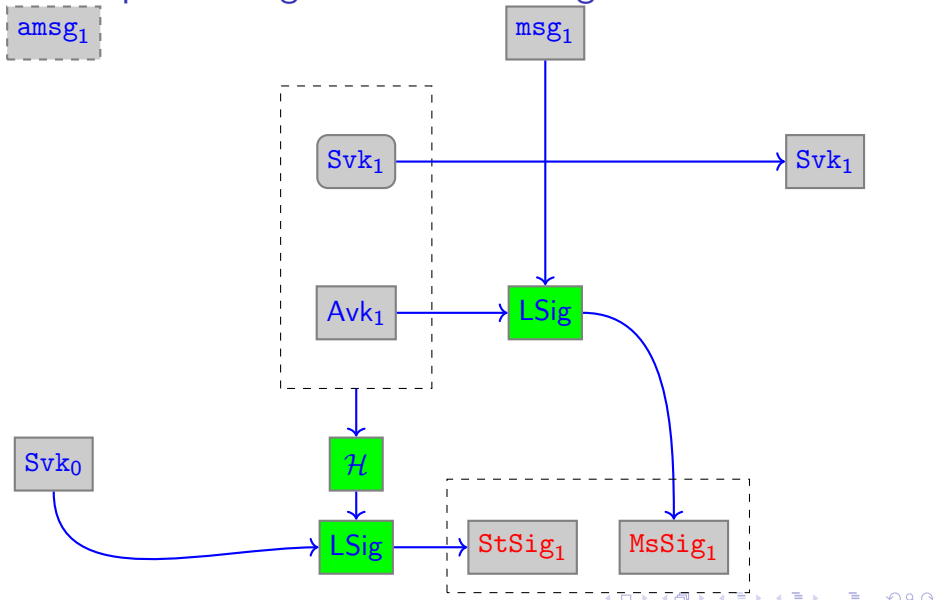 amsg₁
msg₁
Svk₁
Svk₁
Avk₁
LSig
Svk₀
ℋ
LSig
StSig₁
MsSig₁